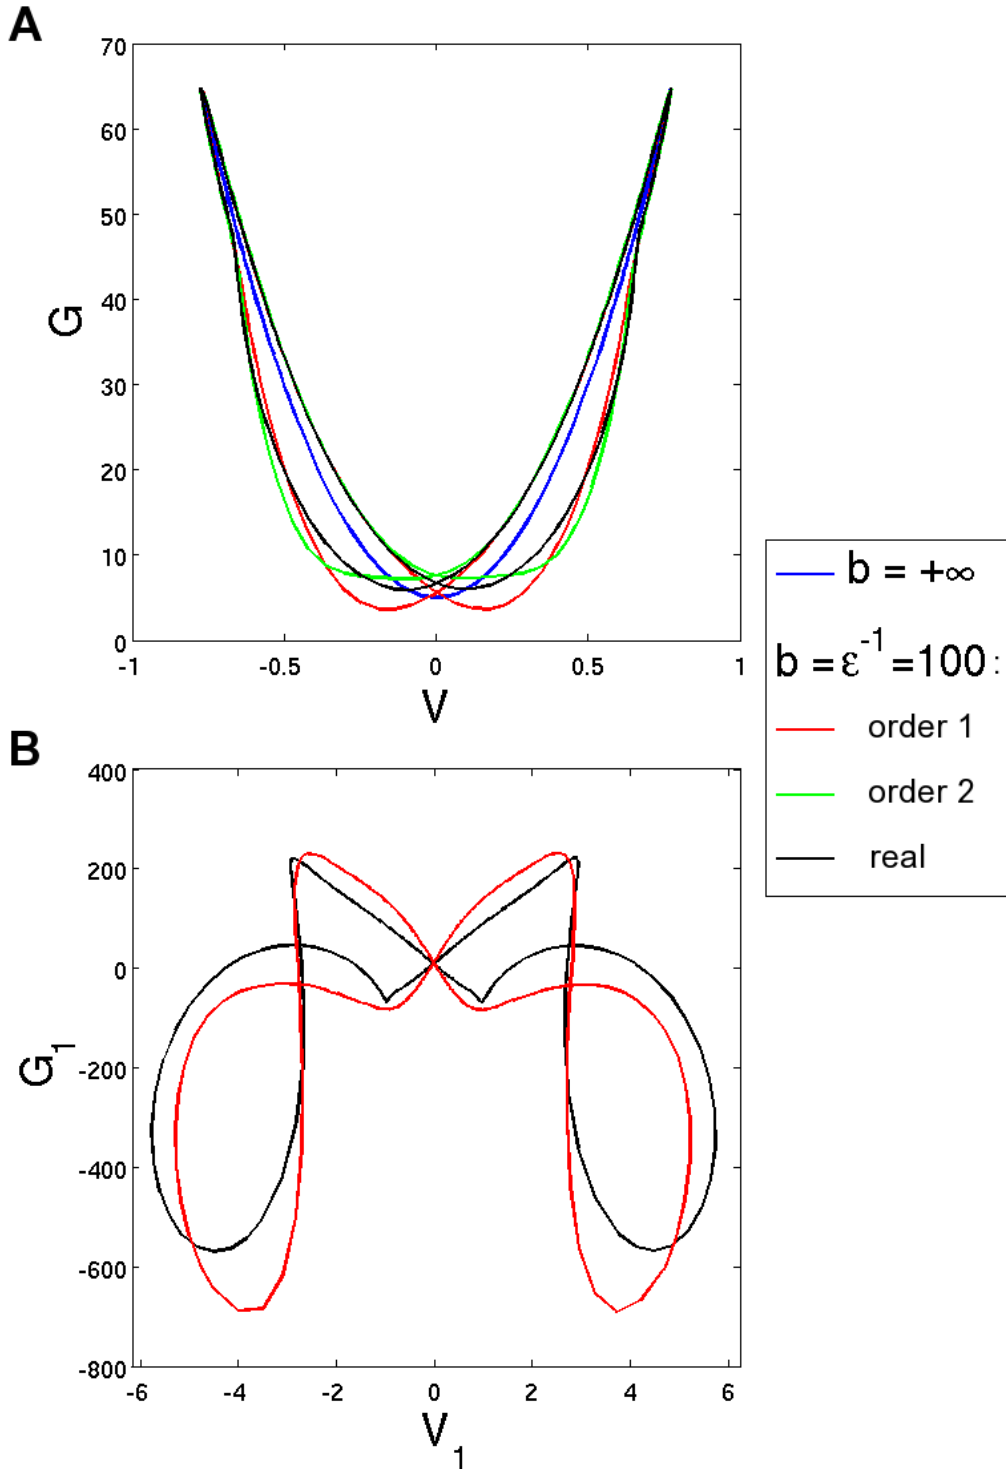 A
70
60
50
40
30
20
10
0
G
-1 -0.5 0 0.5 1
V
b = +∞
b = ε⁻¹ = 100 :
order 1
order 2
real
B
400
200
0
-200
-400
-600
-800
G₁
-6 -4 -2 0 2 4 6
V₁